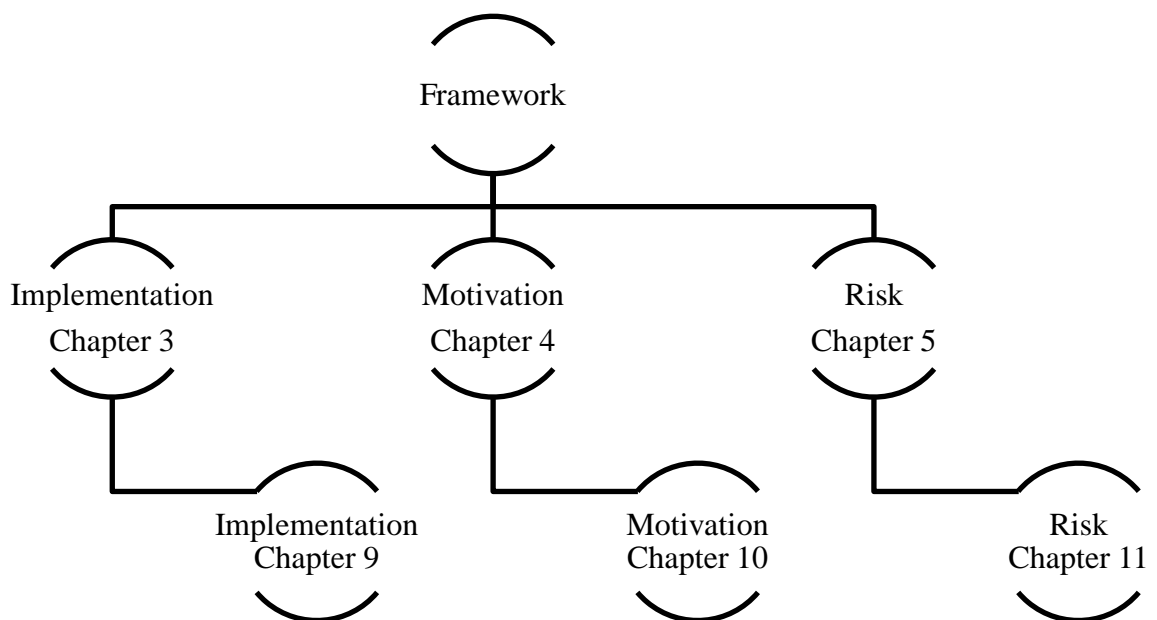 Framework
Implementation
Chapter 3
Motivation
Chapter 4
Risk
Chapter 5
Implementation
Chapter 9
Motivation
Chapter 10
Risk
Chapter 11